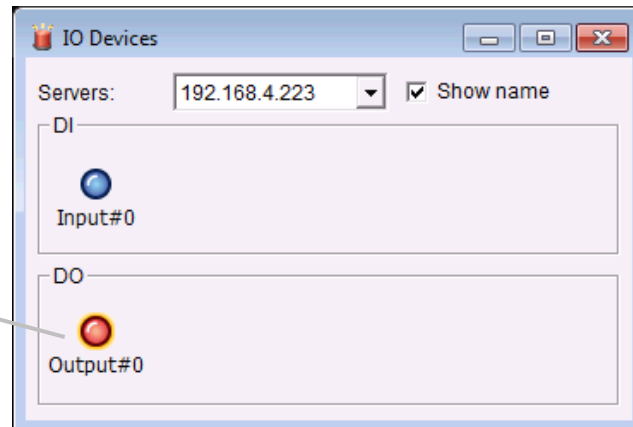 IO Devices
Servers: 192.168.4.223 Show name
DI
Input#0
DO
Output#0